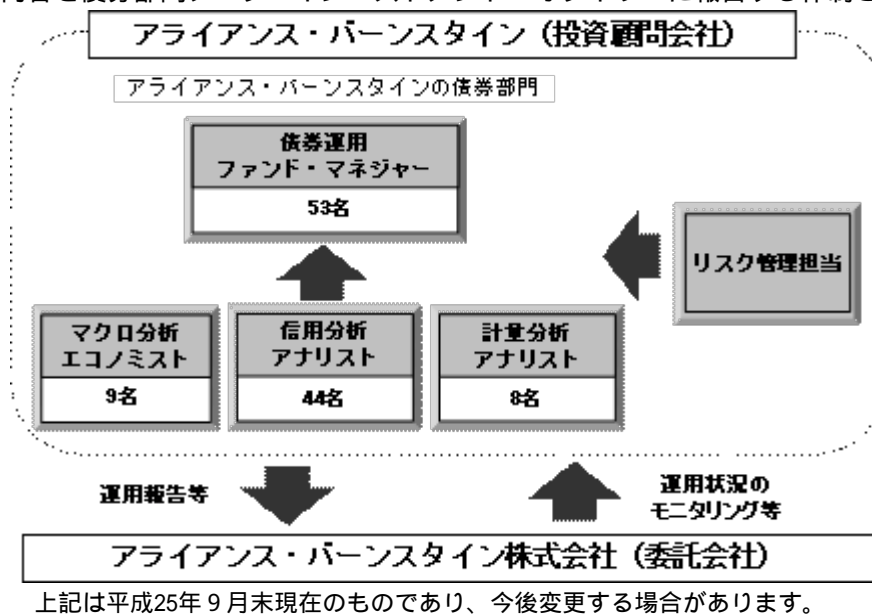 アライアンス・バーンスタイン(投資顧問会社)
アライアンス・バーンスタインの債券部門
債券運用
ファンド・マネジャー
53名
リスク管理担当
マクロ分析
エコノミスト
9名
信用分析
アナリスト
44名
計量分析
アナリスト
8名
運用報告等
運用状況の
モニタリング等
アライアンス・バーンスタイン株式会社(委託会社)
上記は平成25年9月末現在のものであり、今後変更する場合があります。